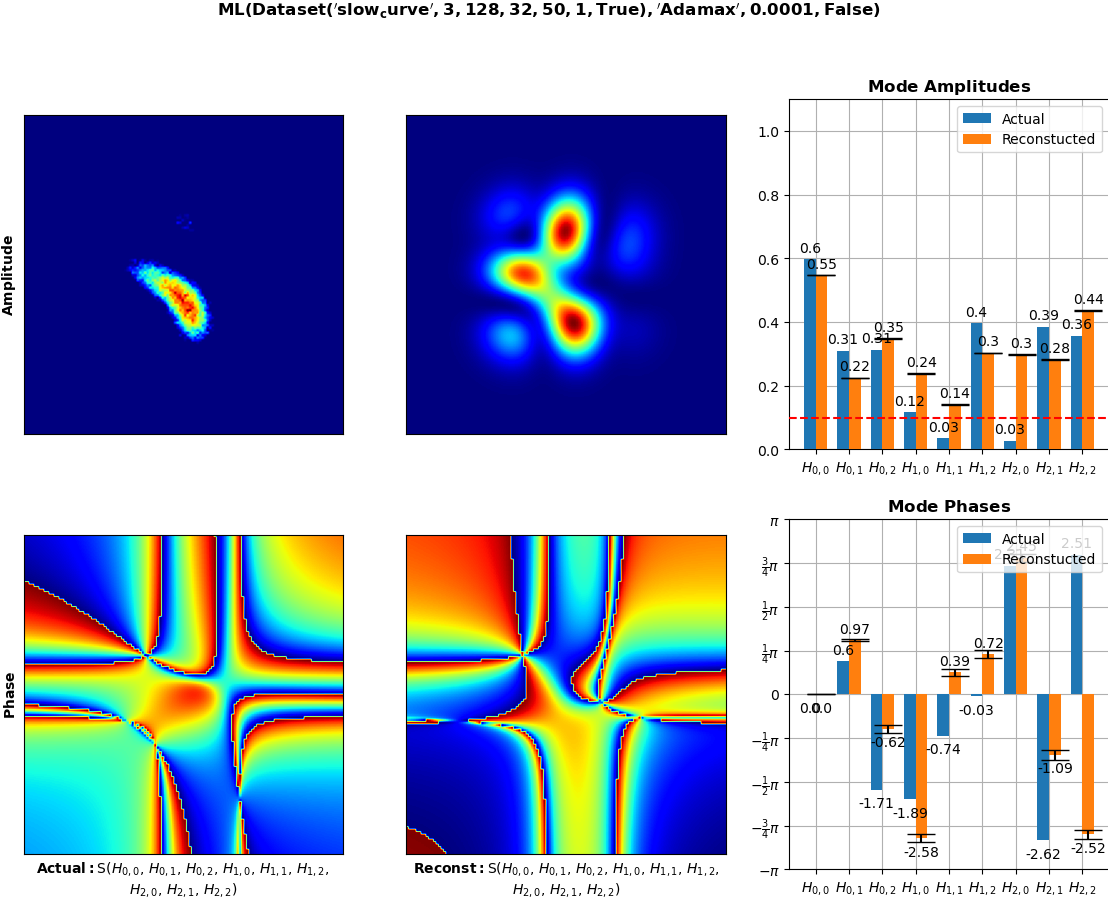 ML(Dataset('slow_curve', 3, 128, 32, 50, 1, True), 'Adamax', 0.0001, False)
Amplitude
Mode Amplitudes
Actual
Reconstucted
1.0
0.8
0.6
0.4
0.2
0.0
0.6
0.55
0.31
0.22
0.31
0.35
0.12
0.24
0.03
0.14
0.4
0.3
0.03
0.3
0.39
0.28
0.36
0.44
H0,0 H0,1 H0,2 H1,0 H1,1 H1,2 H2,0 H2,1 H2,2
Phase
Mode Phases
Actual
Reconstucted
π
3/4π
1/2π
1/4π
0
−1/4π
−1/2π
−3/4π
−π
0.0
0.0
0.6
0.97
-1.71
-0.62
-1.89
-2.58
-0.74
0.39
-0.03
0.72
2.45
-2.62
-1.09
2.51
-2.52
H0,0 H0,1 H0,2 H1,0 H1,1 H1,2 H2,0 H2,1 H2,2
Actual: S(H0,0, H0,1, H0,2, H1,0, H1,1, H1,2,
H2,0, H2,1, H2,2)
Reconst: S(H0,0, H0,1, H0,2, H1,0, H1,1, H1,2,
H2,0, H2,1, H2,2)